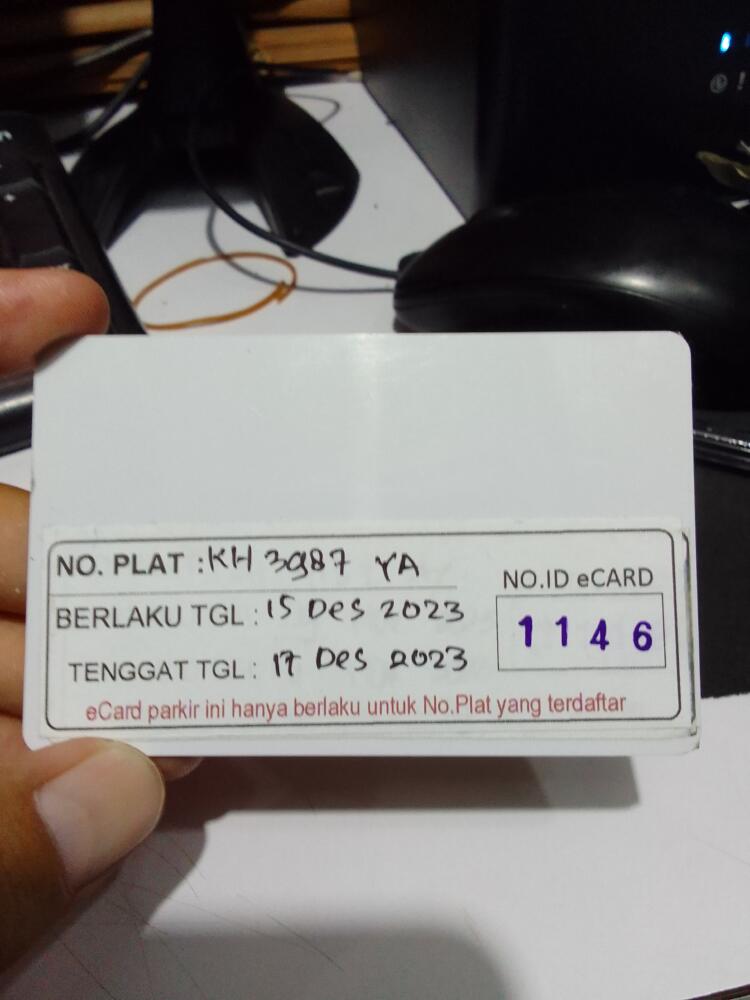 NO. PLAT : KH 3987 YA
BERLAKU TGL : 15 Des 2023
TENGGAT TGL : 17 Des 2023
NO.ID eCARD
1146
eCard parkir ini hanya berlaku untuk No.Plat yang terdaftar